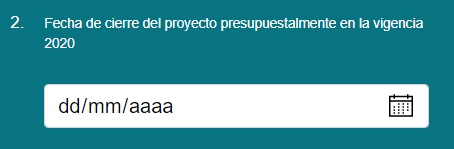 2. Fecha de cierre del proyecto presupuestalmente en la vigencia
2020
dd/mm/aaaa